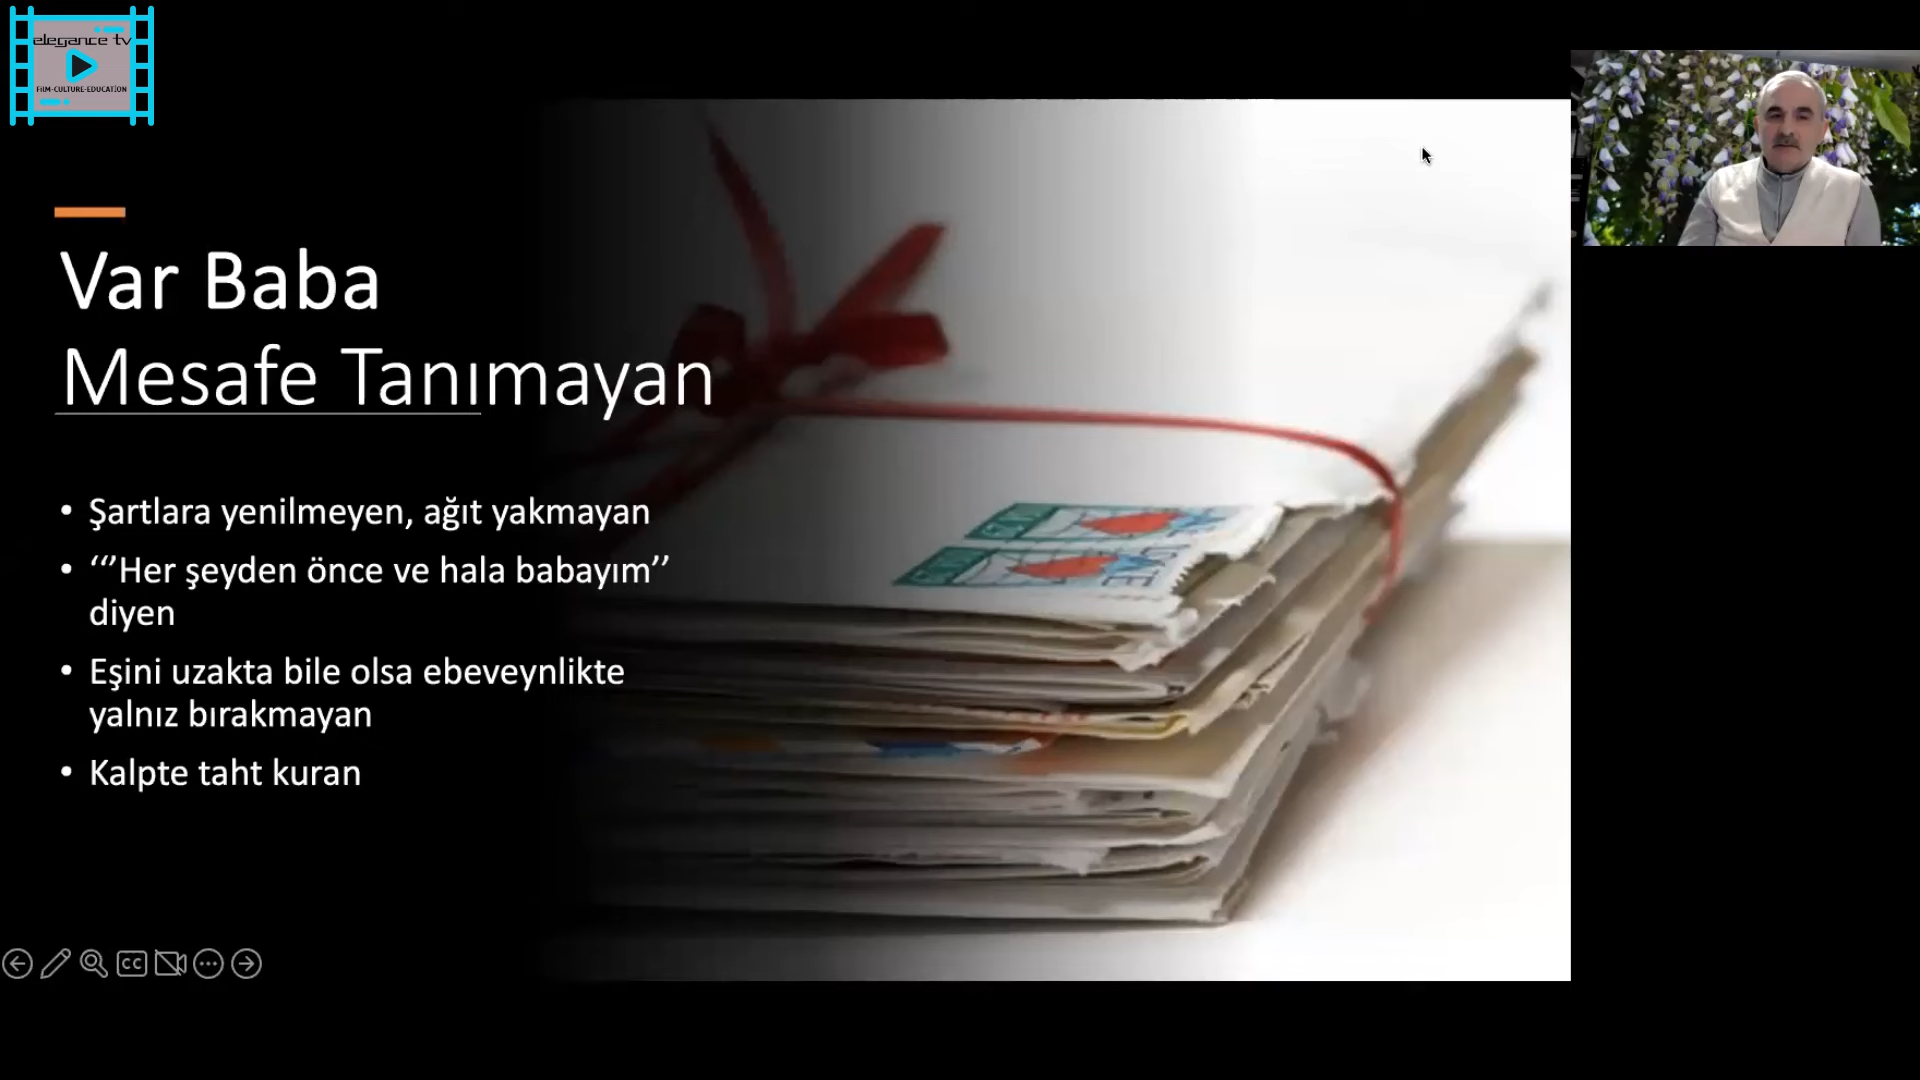 elegance tv
FiLM-CULTURE-EDUCATiON
Var Baba
Mesafe Tanımayan
• Şartlara yenilmeyen, ağıt yakmayan
• ‘“’Her şeyden önce ve hala babayım’’
diyen
• Eşini uzakta bile olsa ebeveynlikte
yalnız bırakmayan
• Kalpte taht kuran
CC